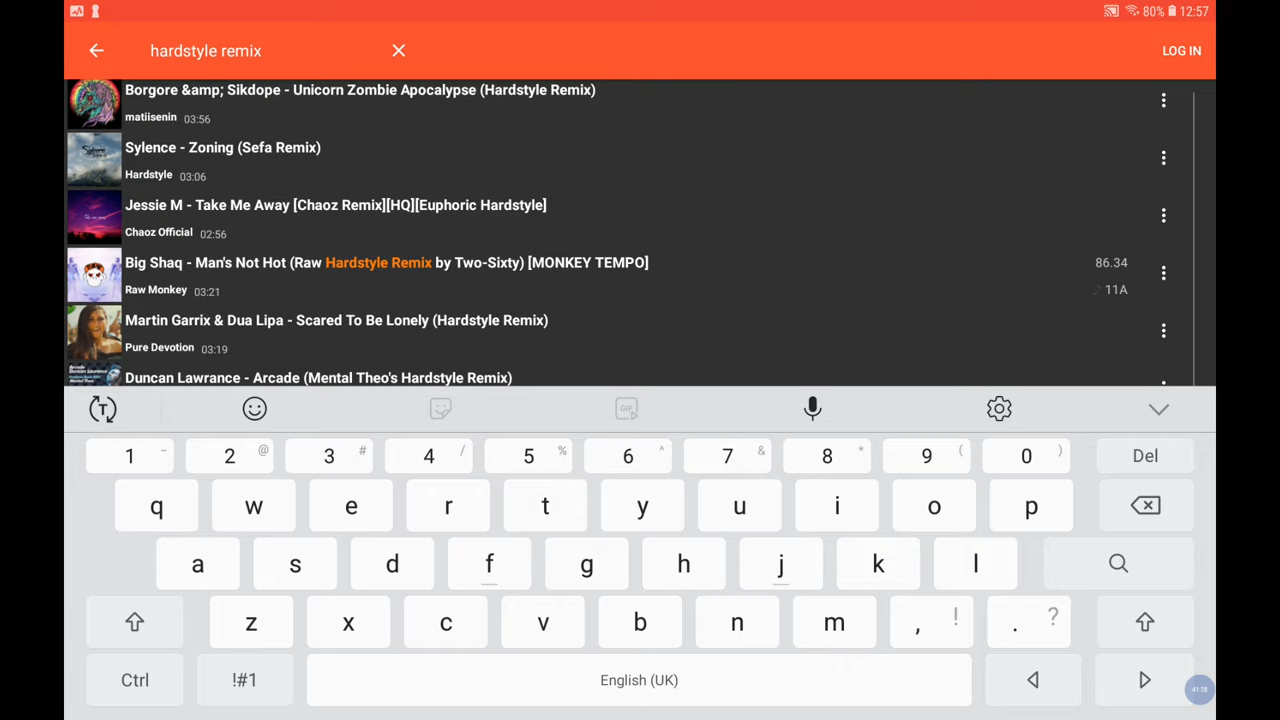 80% 12:57
hardstyle remix
LOG IN
Borgore &amp; Sikdope - Unicorn Zombie Apocalypse (Hardstyle Remix)
matiisenin 03:56
Sylence - Zoning (Sefa Remix)
Hardstyle 03:06
Jessie M - Take Me Away [Chaoz Remix][HQ][Euphoric Hardstyle]
Chaoz Official 02:56
Big Shaq - Man's Not Hot (Raw Hardstyle Remix by Two-Sixty) [MONKEY TEMPO] 86.34
Raw Monkey 03:21 11A
Martin Garrix & Dua Lipa - Scared To Be Lonely (Hardstyle Remix)
Pure Devotion 03:19
Duncan Lawrance - Arcade (Mental Theo's Hardstyle Remix)
T GIF
1 - 2 @ 3 # 4 / 5 % 6 ^ 7 & 8 * 9 ( 0 ) Del
q w e r t y u i o p
a s d f g h j k l
z x c v b n m , ! . ?
Ctrl !#1 English (UK)
41:28